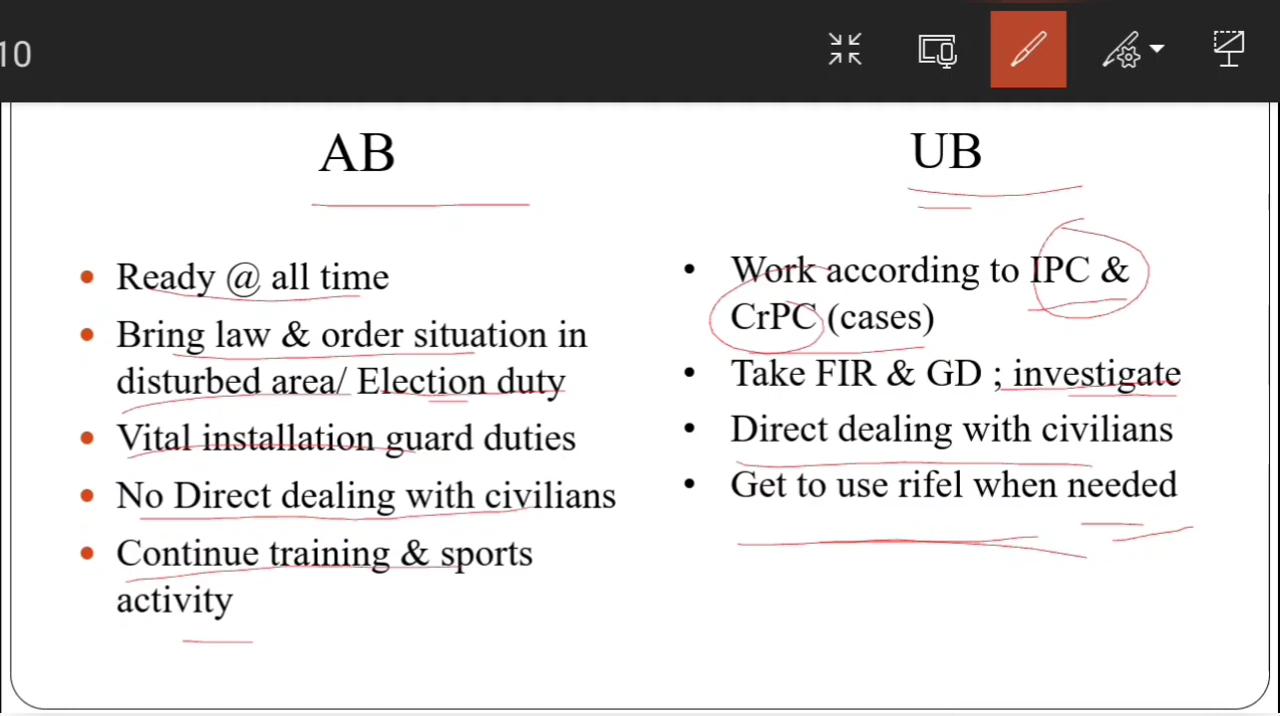 10
AB
Ready @ all time
Bring law & order situation in
disturbed area/ Election duty
Vital installation guard duties
No Direct dealing with civilians
Continue training & sports
activity
UB
Work according to IPC &
CrPC (cases)
Take FIR & GD ; investigate
Direct dealing with civilians
Get to use rifel when needed